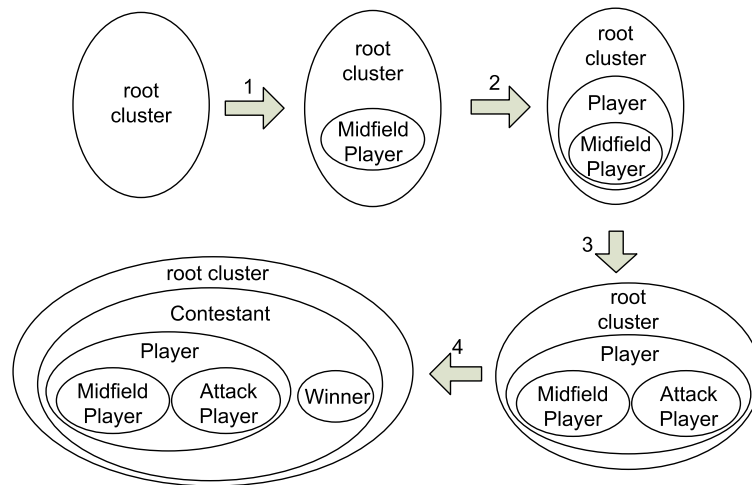 root
cluster
1
root
cluster
Midfield
Player
2
root
cluster
Player
Midfield
Player
3
root
cluster
Player
Midfield
Player
Attack
Player
4
root cluster
Contestant
Player
Midfield
Player
Attack
Player
Winner